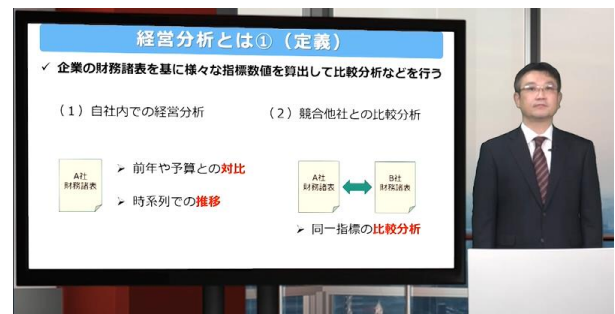 経営分析とは①（定義）
✓ 企業の財務諸表を基に様々な指標数値を算出して比較分析などを行う
（１）自社内での経営分析
（２）競合他社との比較分析
A社
財務諸表
➢ 前年や予算との対比
➢ 時系列での推移
A社
財務諸表
B社
財務諸表
➢ 同一指標の比較分析